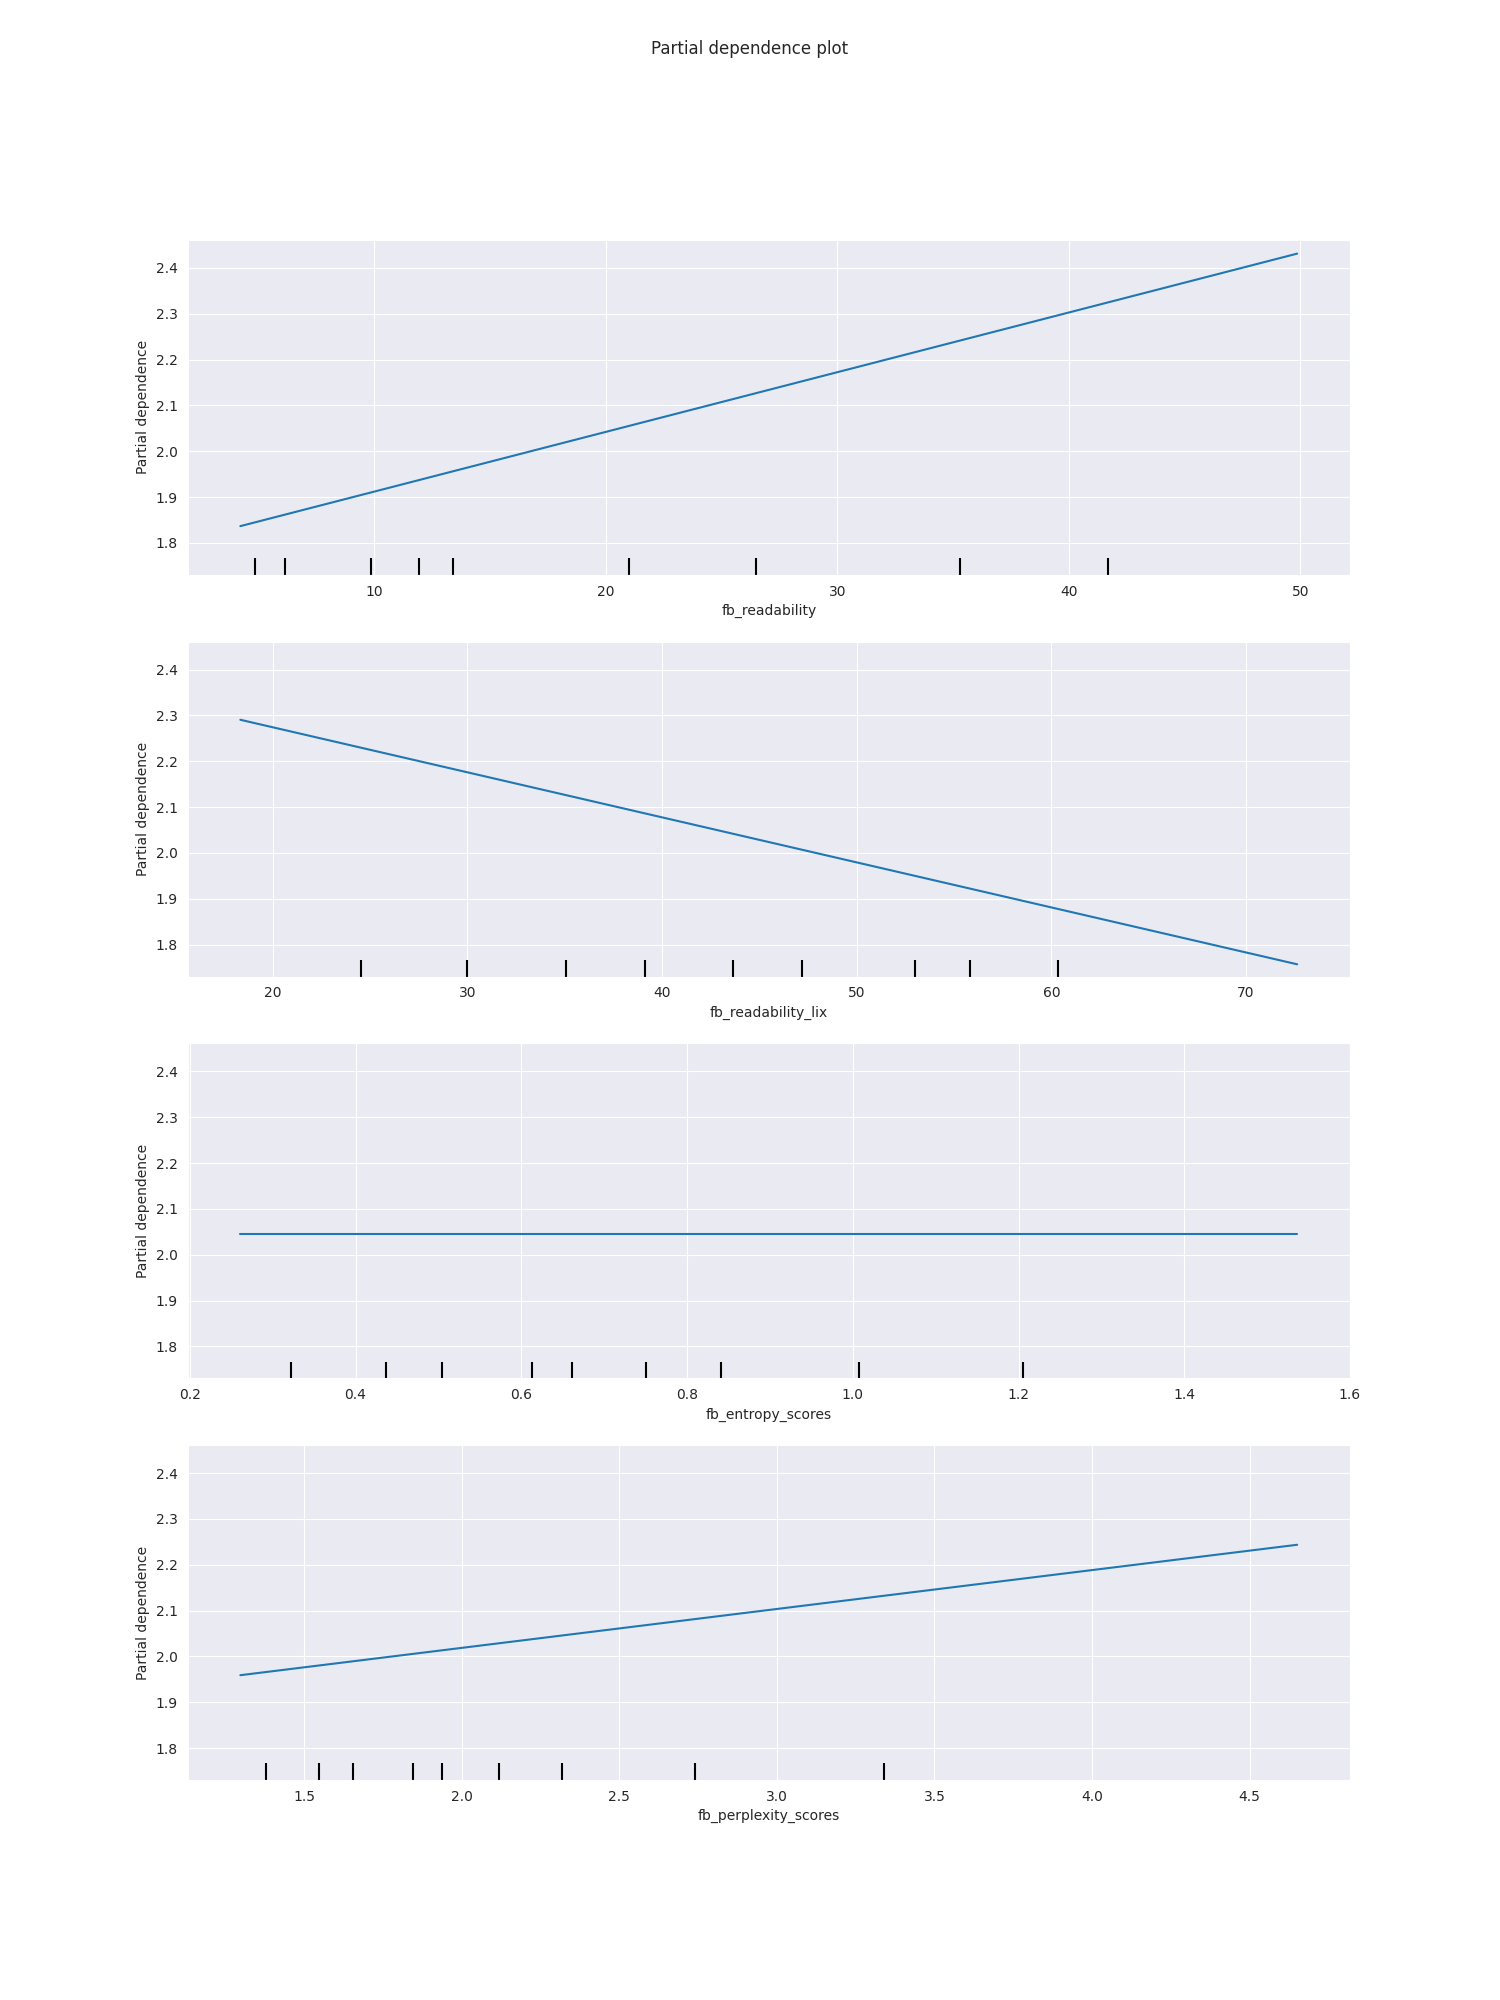 Partial dependence plot
2.4
2.3
2.2
2.1
2.0
1.9
1.8
Partial dependence
10 20 30 40 50
fb_readability
2.4
2.3
2.2
2.1
2.0
1.9
1.8
Partial dependence
20 30 40 50 60 70
fb_readability_lix
2.4
2.3
2.2
2.1
2.0
1.9
1.8
Partial dependence
0.2 0.4 0.6 0.8 1.0 1.2 1.4 1.6
fb_entropy_scores
2.4
2.3
2.2
2.1
2.0
1.9
1.8
Partial dependence
1.5 2.0 2.5 3.0 3.5 4.0 4.5
fb_perplexity_scores